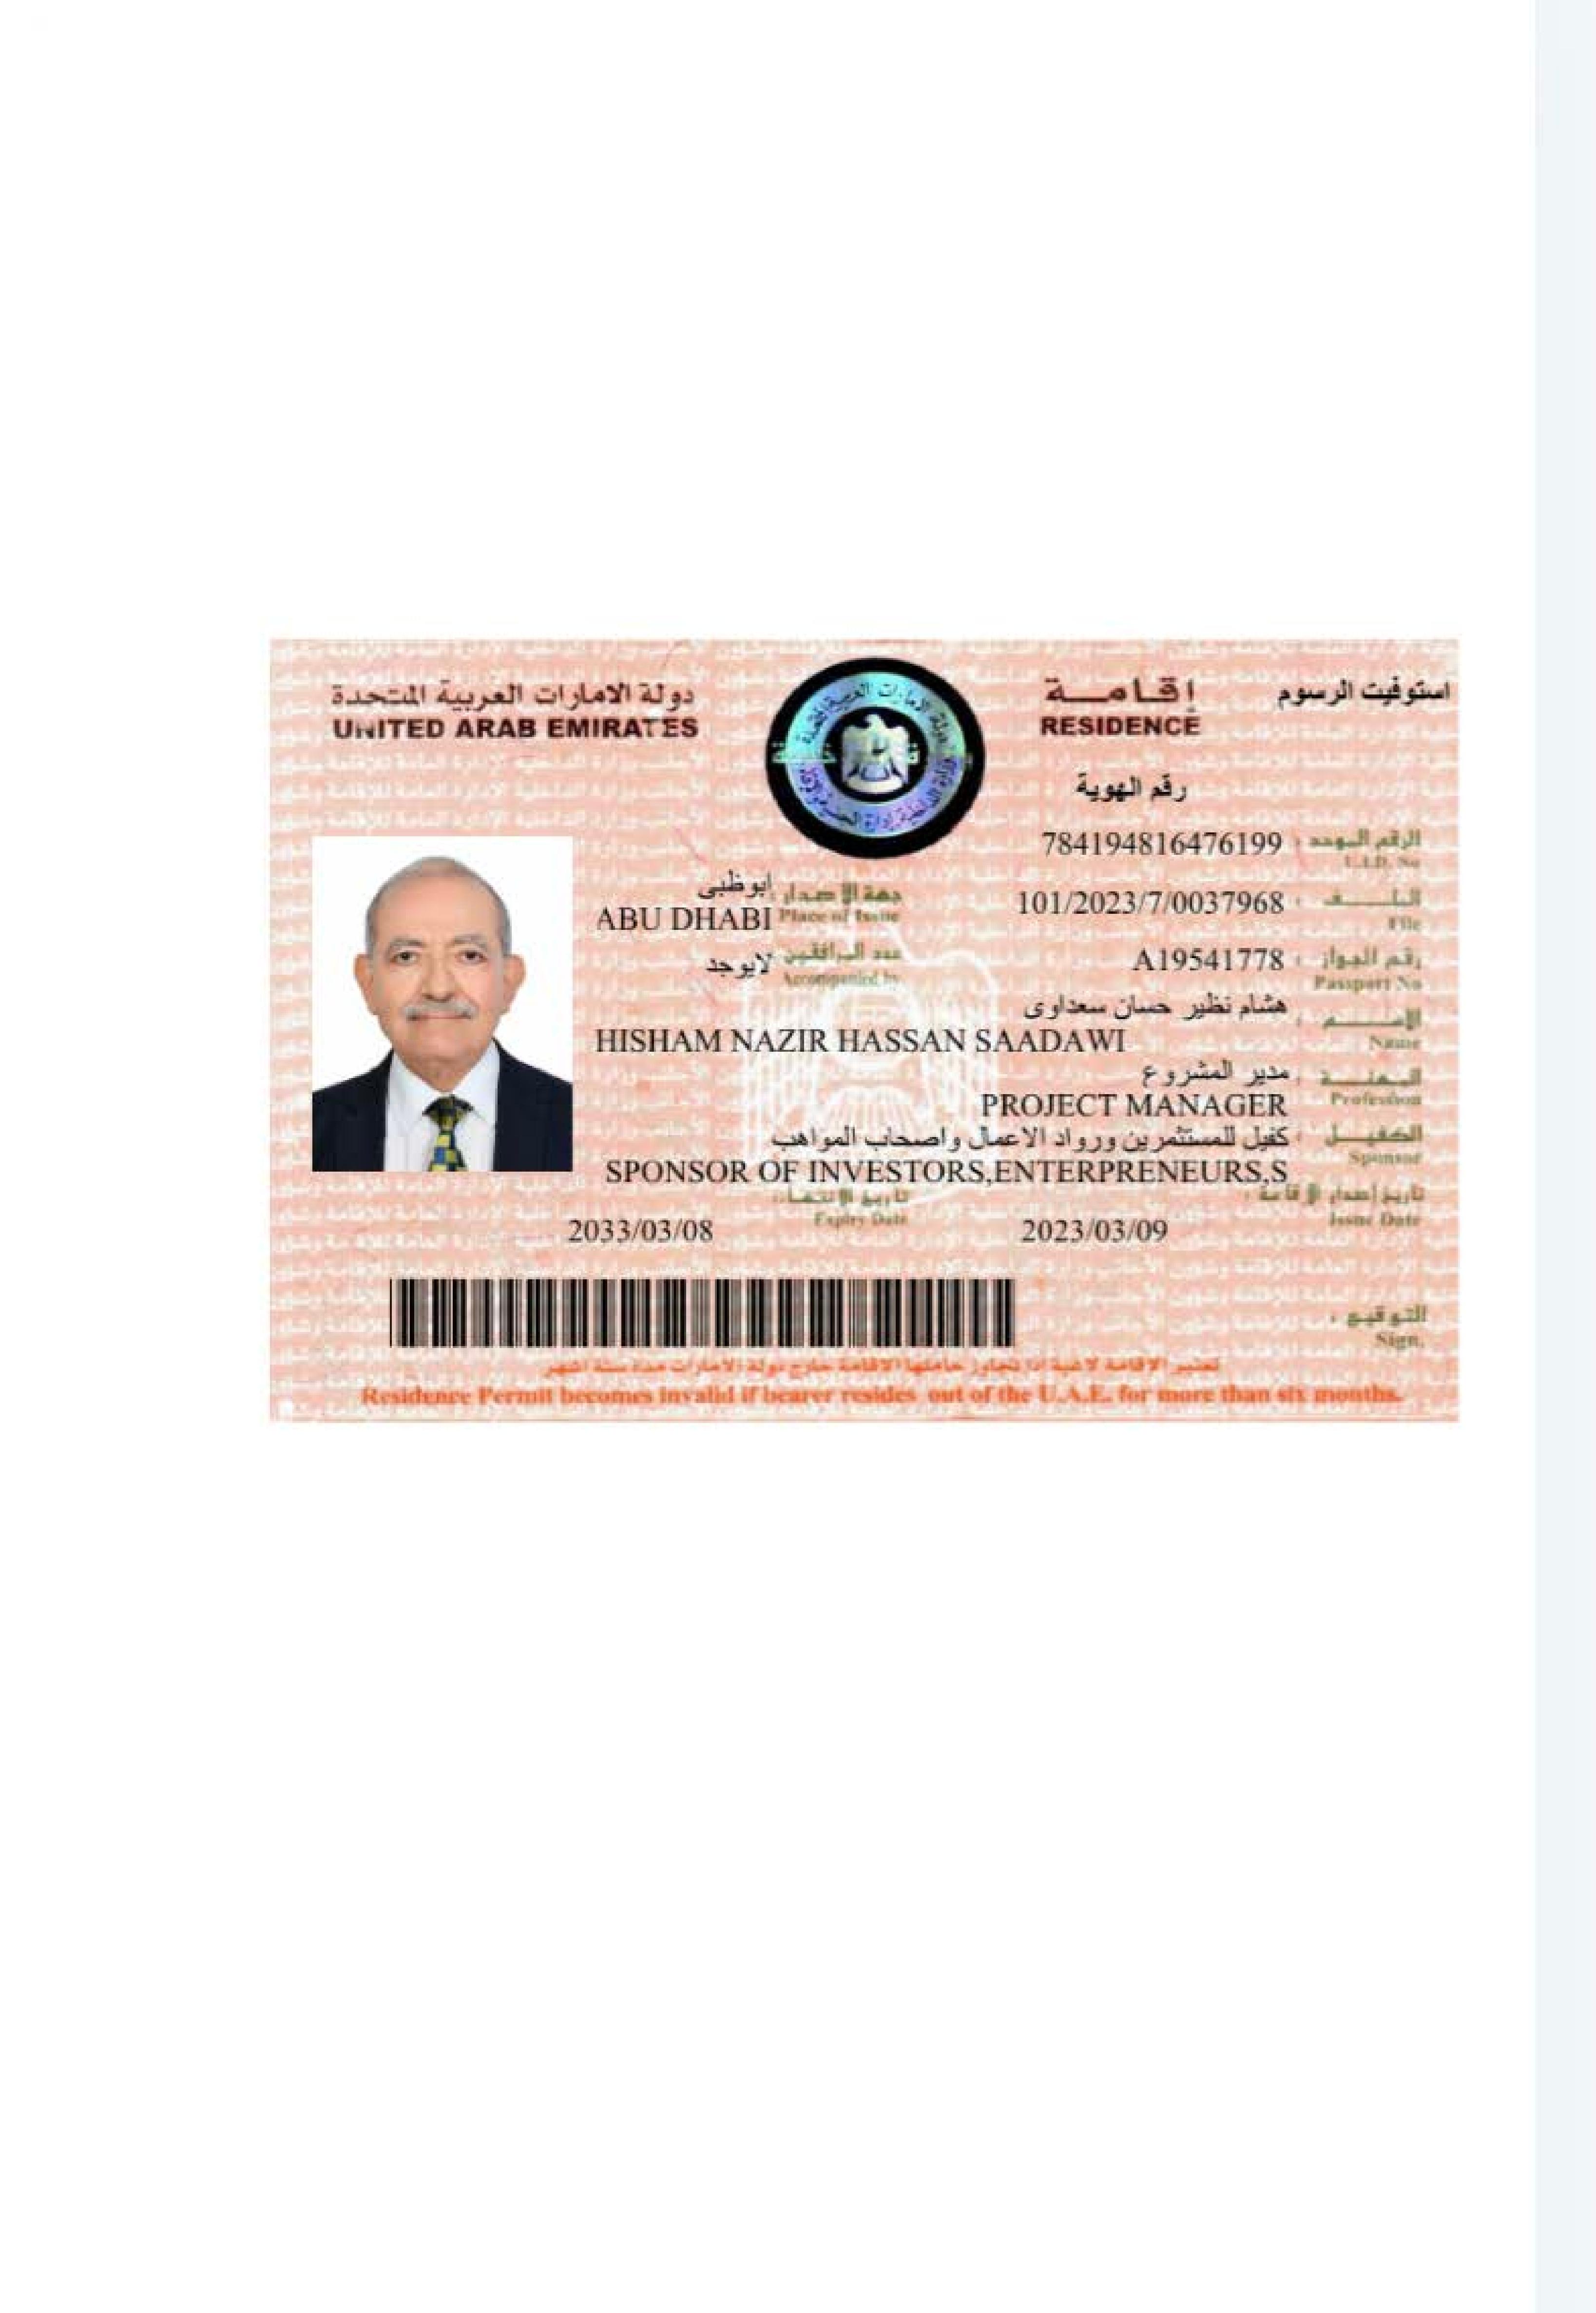 دولة الامارات العربية المتحدة
UNITED ARAB EMIRATES
إقامة
RESIDENCE
استوفيت الرسوم
رقم الهوية
784194816476199 : الرقم الموحد
U.I.D. No
ابوظبى : جهة الاصدار
ABU DHABI Place of Issue
101/2023/7/0037968 : الملف
File
لايوجد عدد المرافقين
Accompanied by
A19541778 : رقم الجواز
Passport No
هشام نظير حسان سعداوى : الاسم
HISHAM NAZIR HASSAN SAADAWI Name
مدير المشروع : المهنة
PROJECT MANAGER Profession
كفيل للمستثمرين ورواد الاعمال واصحاب المواهب : الكفيل
SPONSOR OF INVESTORS,ENTERPRENEURS,S Sponsor
تاريخ الانتهاء :
Expiry Date
2033/03/08
تاريخ إصدار الإقامة :
Issue Date
2023/03/09
التوقيع :
Sign.
تعتبر الاقامة لاغية اذا تجاوز حاملها الاقامة خارج دولة الامارات مدة ستة اشهر
Residence Permit becomes invalid if bearer resides out of the U.A.E. for more than six months.